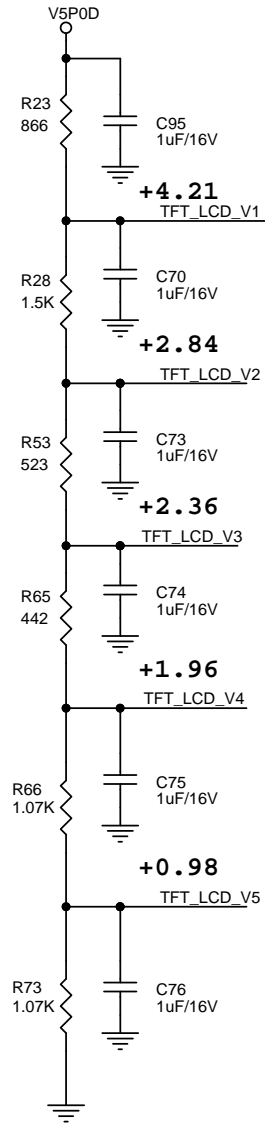 V5P0D
R23
866
C95
1uF/16V
+4.21
TFT_LCD_V1
R28
1.5K
C70
1uF/16V
+2.84
TFT_LCD_V2
R53
523
C73
1uF/16V
+2.36
TFT_LCD_V3
R65
442
C74
1uF/16V
+1.96
TFT_LCD_V4
R66
1.07K
C75
1uF/16V
+0.98
TFT_LCD_V5
R73
1.07K
C76
1uF/16V